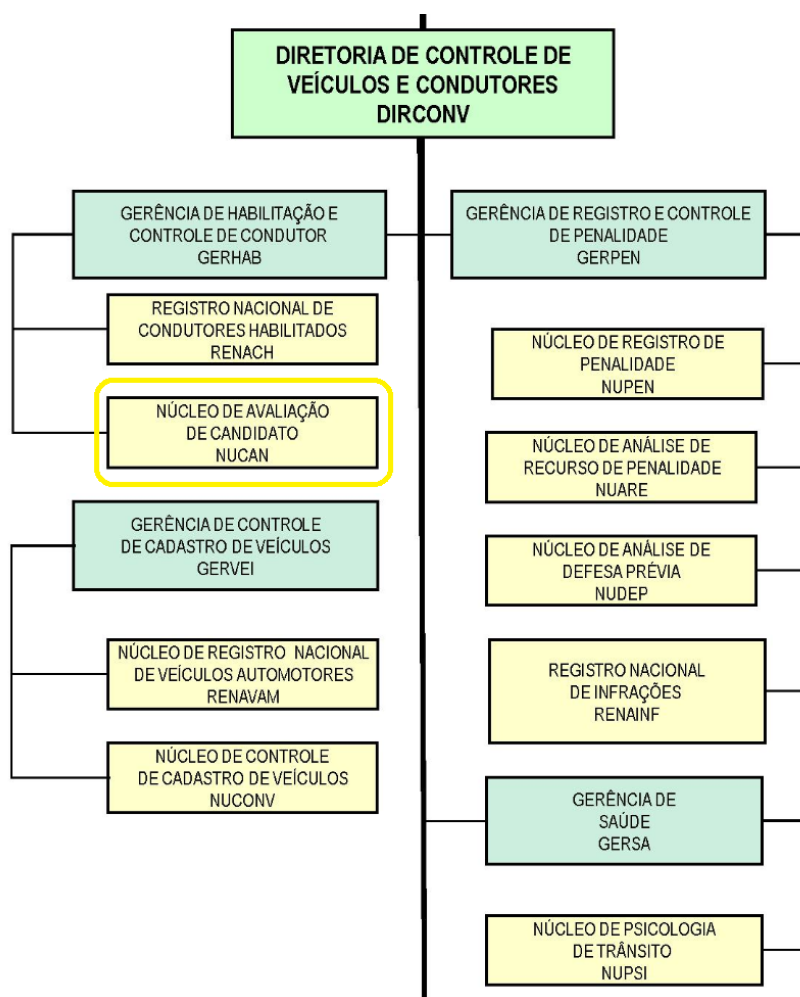 DIRETORIA DE CONTROLE DE
VEÍCULOS E CONDUTORES
DIRCONV
GERÊNCIA DE HABILITAÇÃO E
CONTROLE DE CONDUTOR
GERHAB
REGISTRO NACIONAL DE
CONDUTORES HABILITADOS
RENACH
NÚCLEO DE AVALIAÇÃO
DE CANDIDATO
NUCAN
GERÊNCIA DE CONTROLE
DE CADASTRO DE VEÍCULOS
GERVEI
NÚCLEO DE REGISTRO NACIONAL
DE VEÍCULOS AUTOMOTORES
RENAVAM
NÚCLEO DE CONTROLE
DE CADASTRO DE VEÍCULOS
NUCONV
GERÊNCIA DE REGISTRO E CONTROLE
DE PENALIDADE
GERPEN
NÚCLEO DE REGISTRO DE
PENALIDADE
NUPEN
NÚCLEO DE ANÁLISE DE
RECURSO DE PENALIDADE
NUARE
NÚCLEO DE ANÁLISE DE
DEFESA PRÉVIA
NUDEP
REGISTRO NACIONAL
DE INFRAÇÕES
RENAINF
GERÊNCIA DE
SAÚDE
GERSA
NÚCLEO DE PSICOLOGIA
DE TRÂNSITO
NUPSI